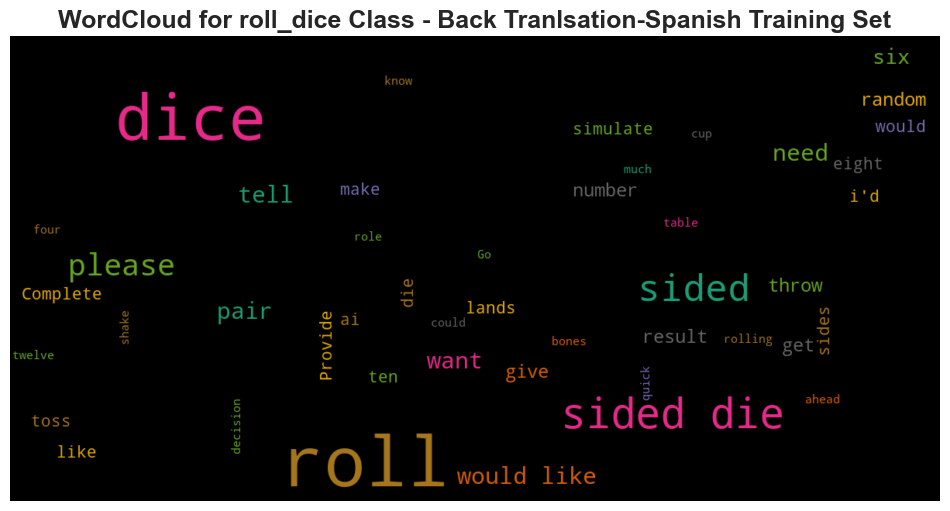 WordCloud for roll_dice Class - Back Tranlsation-Spanish Training Set
six
know
random
dice
simulate
cup
would
need
eight
much
tell
make
number
i'd
table
four
role
Go
please
sided
throw
Complete
die
lands
pair
ai
could
shake
Provide
result
rolling
get
sides
twelve
bones
want
give
ten
quick
ahead
toss
decision
sided die
like
roll
would like